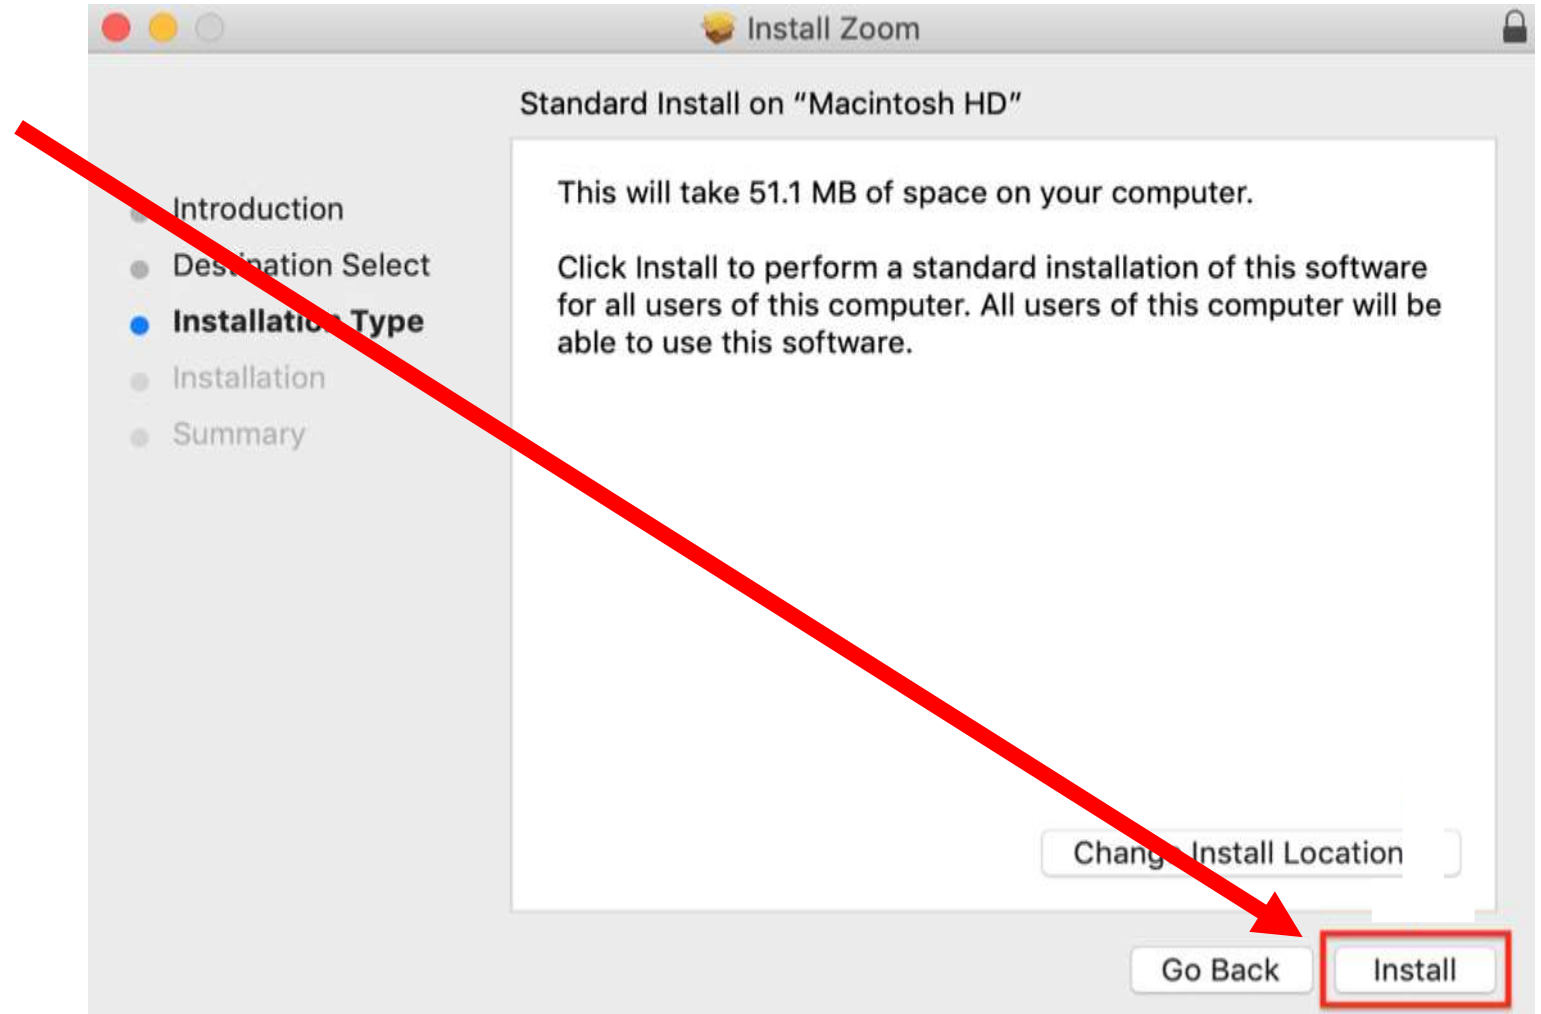 Install Zoom
Standard Install on “Macintosh HD”
Introduction
Destination Select
Installation Type
Installation
Summary
This will take 51.1 MB of space on your computer.
Click Install to perform a standard installation of this software
for all users of this computer. All users of this computer will be
able to use this software.
Change Install Location
Go Back
Install